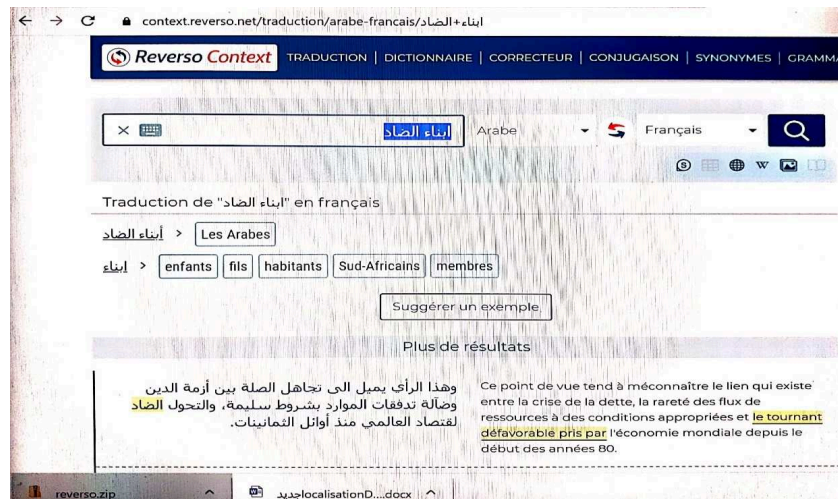 context.reverso.net/traduction/arabe-francais/ابناء+الضاد
Reverso Context TRADUCTION | DICTIONNAIRE | CORRECTEUR | CONJUGAISON | SYNONYMES | GRAMMA
ابناء الضاد Arabe Français
W
Traduction de "ابناء الضاد" en français
أبناء الضاد > Les Arabes
ابناء > enfants fils habitants Sud-Africains membres
Suggérer un exemple
Plus de résultats
وهذا الرأي يميل الى تجاهل الصلة بين أزمة الدين
وضآلة تدفقات الموارد بشروط سليمة، والتحول الضاد
لقتصاد العالمي منذ أوائل الثمانينات.
Ce point de vue tend à méconnaître le lien qui existe
entre la crise de la dette, la rareté des flux de
ressources à des conditions appropriées et le tournant
défavorable pris par l'économie mondiale depuis le
début des années 80.
reverso.zip
جديدlocalisationD....docx